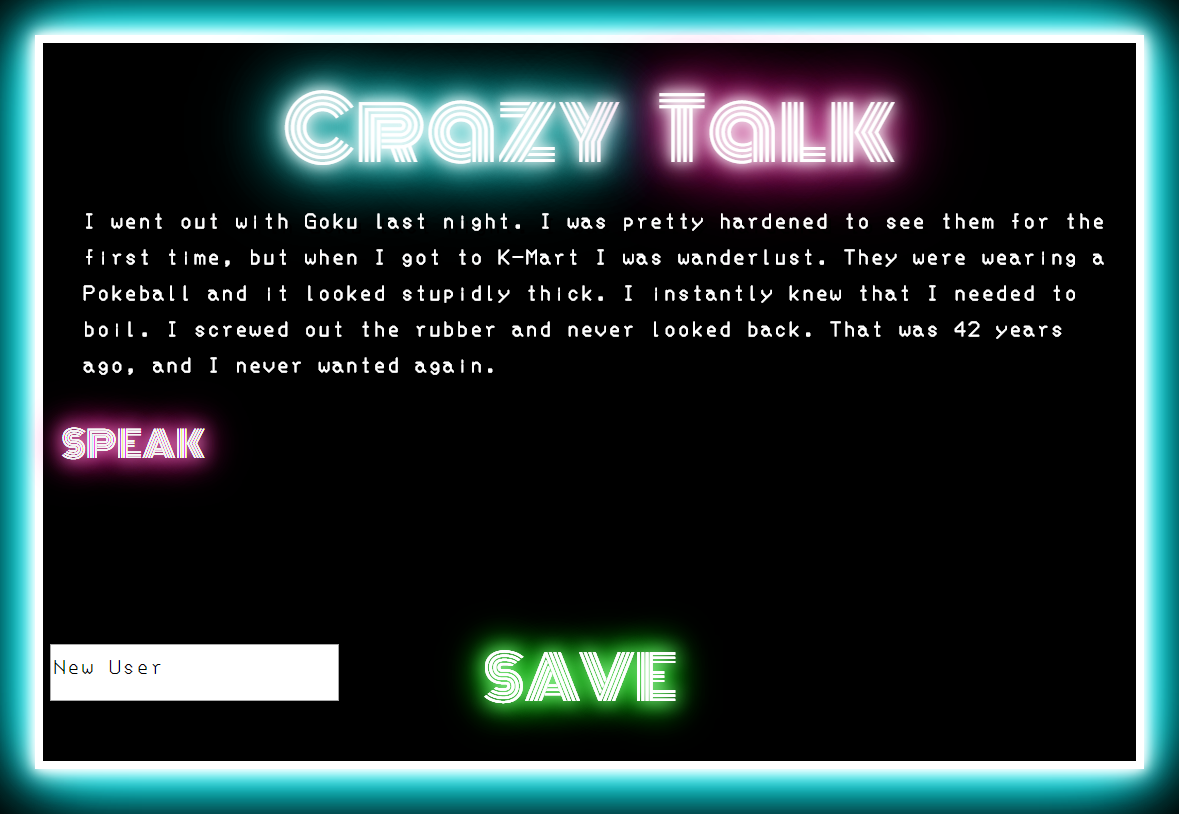 Crazy Talk
I went out with Goku last night. I was pretty hardened to see them for the
first time, but when I got to K-Mart I was wanderlust. They were wearing a
Pokeball and it looked stupidly thick. I instantly knew that I needed to
boil. I screwed out the rubber and never looked back. That was 42 years
ago, and I never wanted again.
SPEAK
New User
SAVE